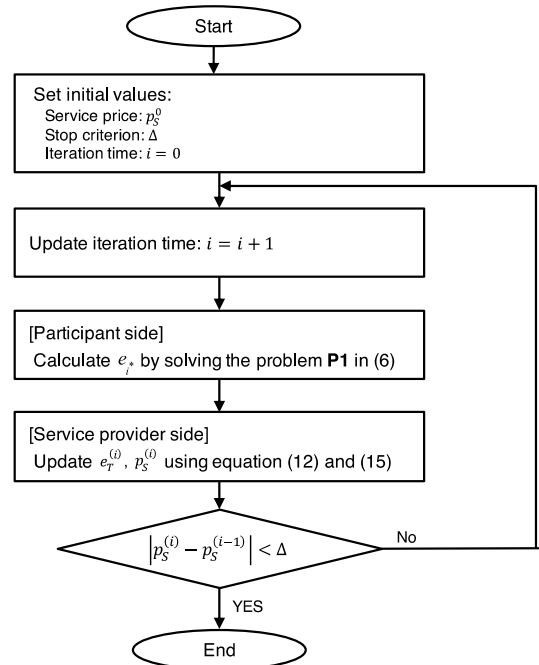 Start
Set initial values:
Service price: $p_S^0$
Stop criterion: Δ
Iteration time: $i = 0$
Update iteration time: $i = i + 1$
[Participant side]
Calculate $e_{i^*}$ by solving the problem P1 in (6)
[Service provider side]
Update $e_T^{(i)}$, $p_S^{(i)}$ using equation (12) and (15)
$|p_S^{(i)} - p_S^{(i-1)}| < Δ$
No
YES
End